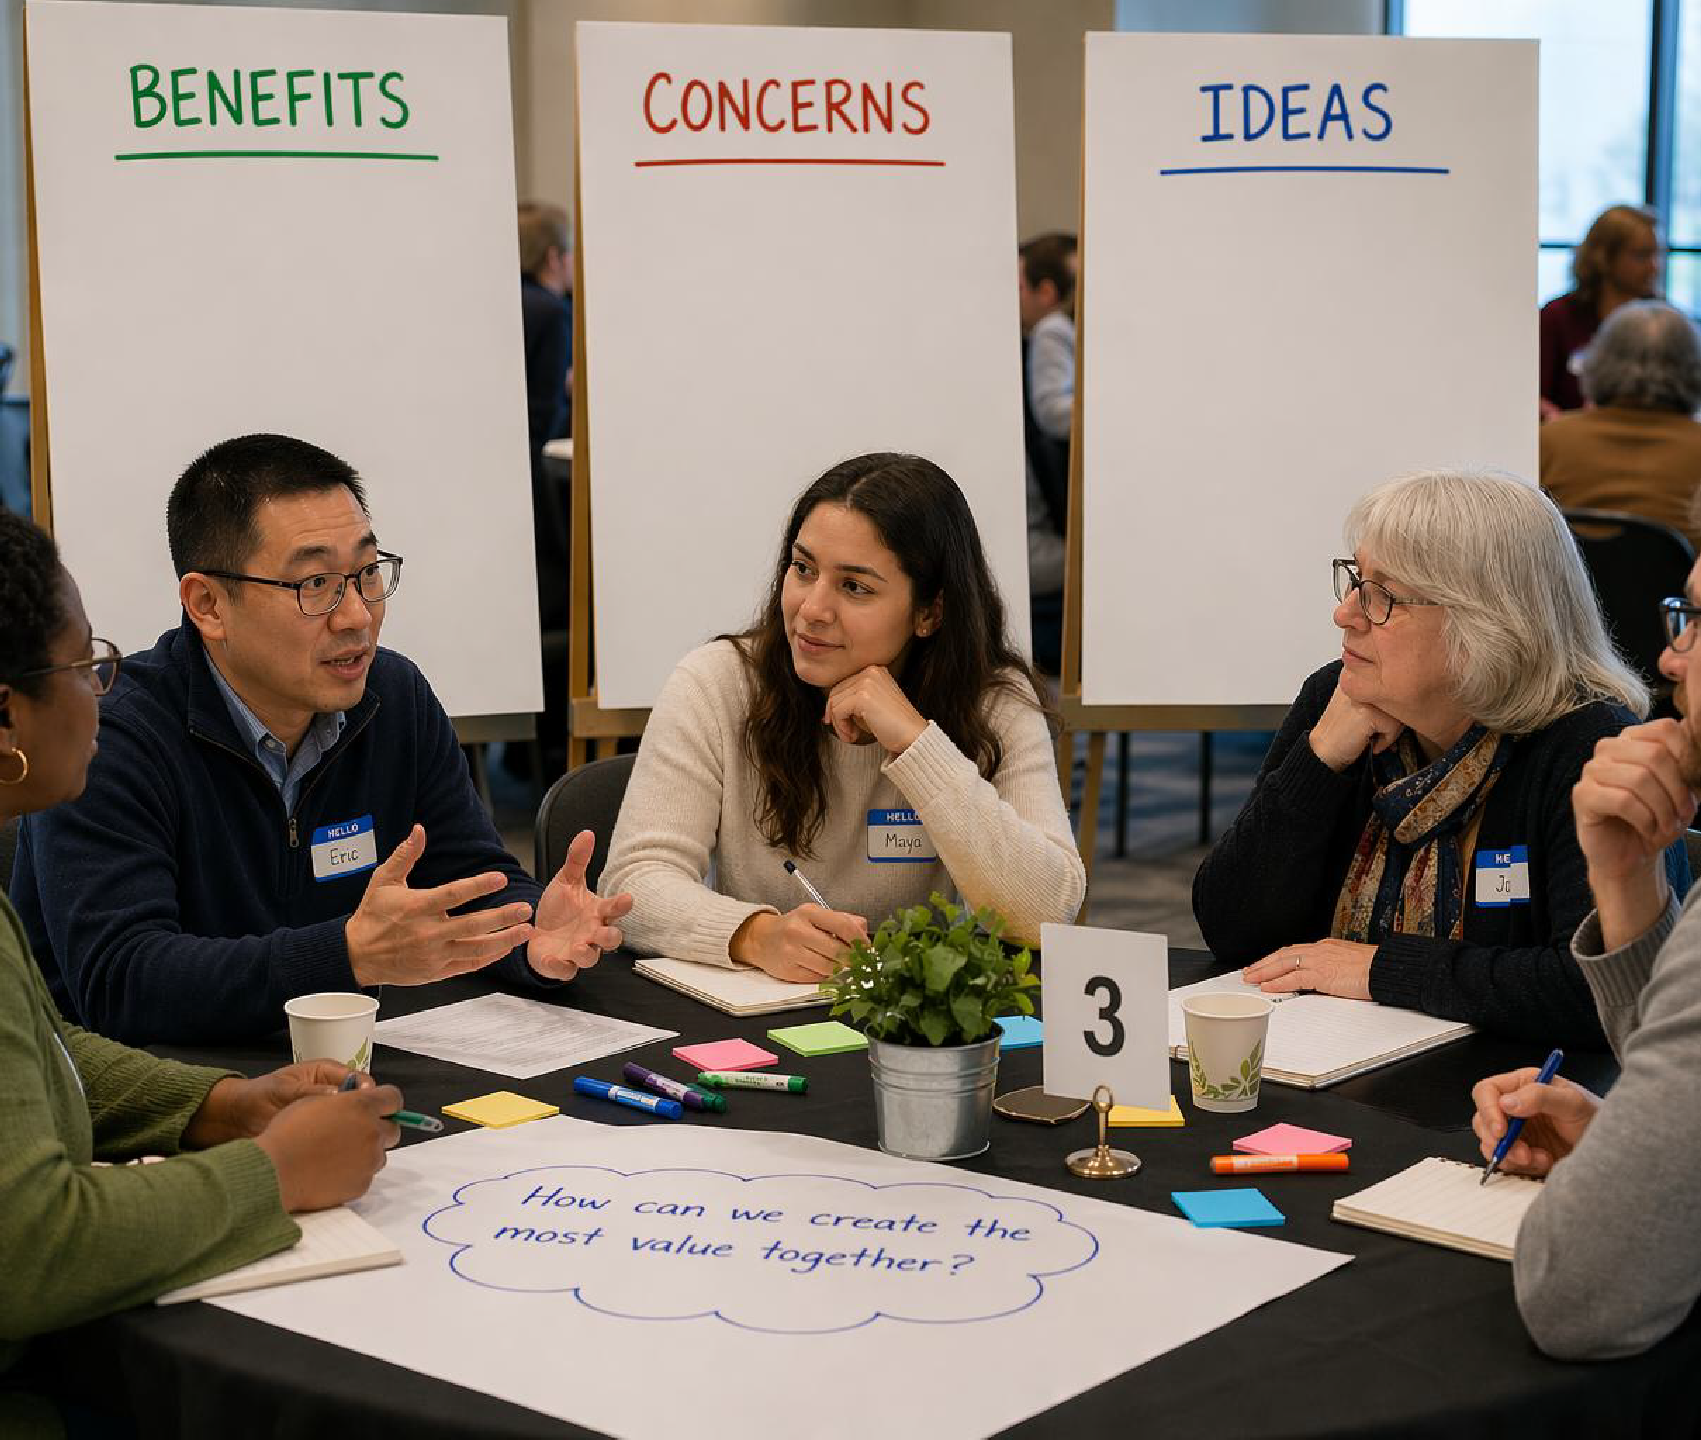 BENEFITS
CONCERNS
IDEAS
HELLO
Eric
HELLO
Maya
3
How can we create the
most value together?